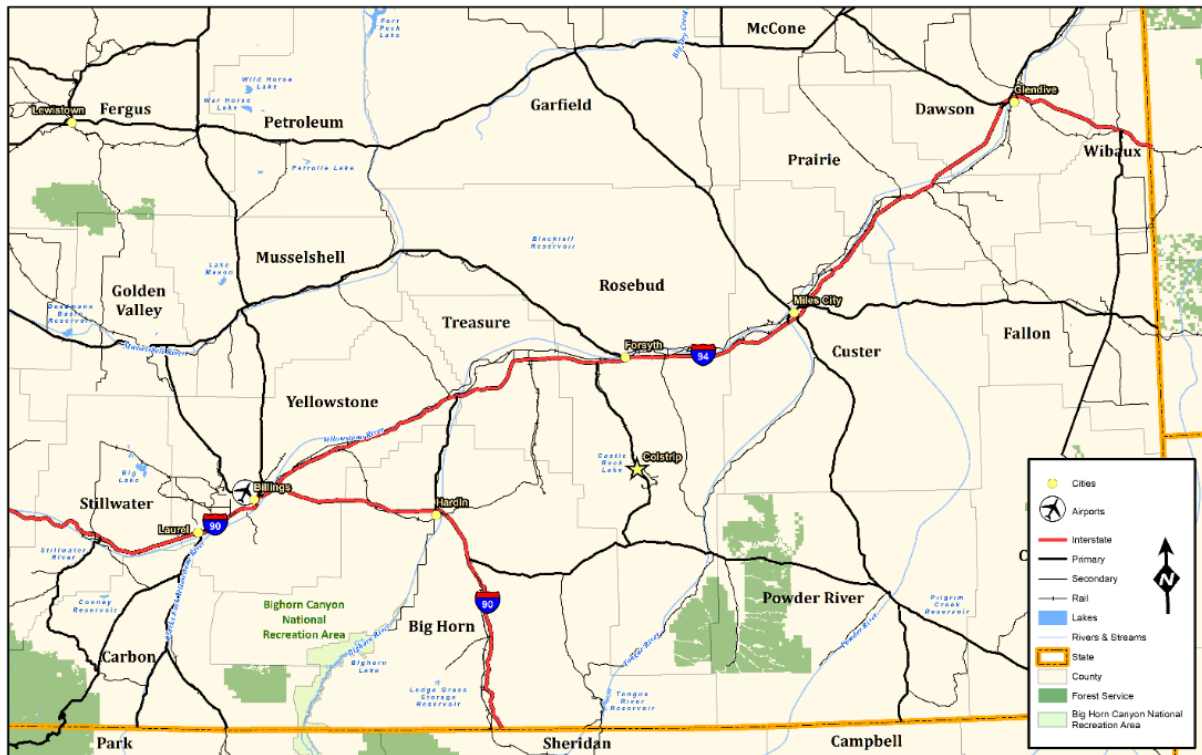 McCone
Fort
Peck
Lake
Big Dry Creek
Wild Horse
Lake
War Horse
Lake
Glendive
Lewistown
Fergus
Petroleum
Garfield
Dawson
Wibaux
Prairie
Petrolia Lake
Blacktail
Reservoir
Musselshell
Lake
Mason
Rosebud
Golden
Valley
Deadmans
Basin
Reservoir
Miles City
Treasure
Fallon
Musselshell River
Forsyth
94
Custer
Yellowstone
Yellowstone River
Castle
Rock
Lake
Colstrip
Big
Lake
Billings
Stillwater
Hardin
Laurel
90
Stillwater
River
Cooney
Reservoir
Bighorn Canyon
National
Recreation Area
90
Powder River
Pilgrim
Creek
Reservoir
Big Horn
Bighorn River
Tongue River
Powder River
Carbon
Bighorn
Lake
Lodge Grass
Storage
Reservoir
Tongue
River
Reservoir
Park
Sheridan
Campbell
Cities
Airports
Interstate
Primary
Secondary
Rail
Lakes
Rivers & Streams
State
County
Forest Service
Big Horn Canyon National
Recreation Area
N